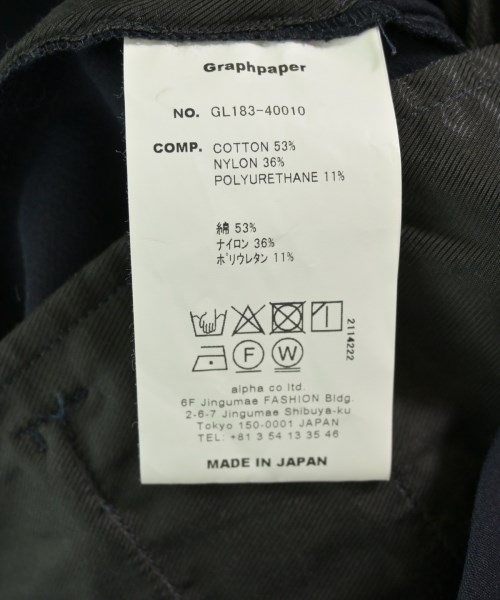 Graphpaper
NO. GL183-40010
COMP. COTTON 53%
NYLON 36%
POLYURETHANE 11%
綿 53%
ナイロン 36%
ポリウレタン 11%
2114222
F W
alpha co ltd.
6F Jingumae FASHION Bldg.
2-6-7 Jingumae Shibuya-ku
Tokyo 150-0001 JAPAN
TEL: +81 3 54 13 35 46
MADE IN JAPAN